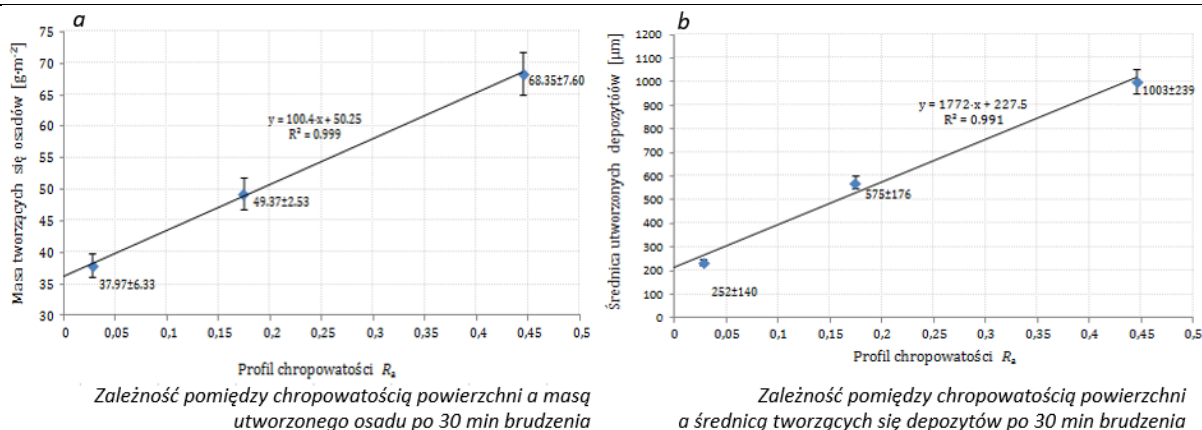 a
Masa tworzących się osadów [g·m-2]
75
70
65
60
55
50
45
40
35
30
68.35±7.60
y = 100.4·x + 50.25
R² = 0.999
49.37±2.53
37.97±6.33
0 0,05 0,1 0,15 0,2 0,25 0,3 0,35 0,4 0,45 0,5
Profil chropowatości Ra
Zależność pomiędzy chropowatością powierzchni a masą
utworzonego osadu po 30 min brudzenia
b
Średnica utworzonych depozytóów [µm]
1200
1100
1000
900
800
700
600
500
400
300
200
100
0
1003±239
y = 1772·x + 227.5
R² = 0.991
575±176
252±140
0 0,05 0,1 0,15 0,2 0,25 0,3 0,35 0,4 0,45 0,5
Profil chropowatości Ra
Zależność pomiędzy chropowatością powierzchni
a średnicą tworzących się depozytów po 30 min brudzenia